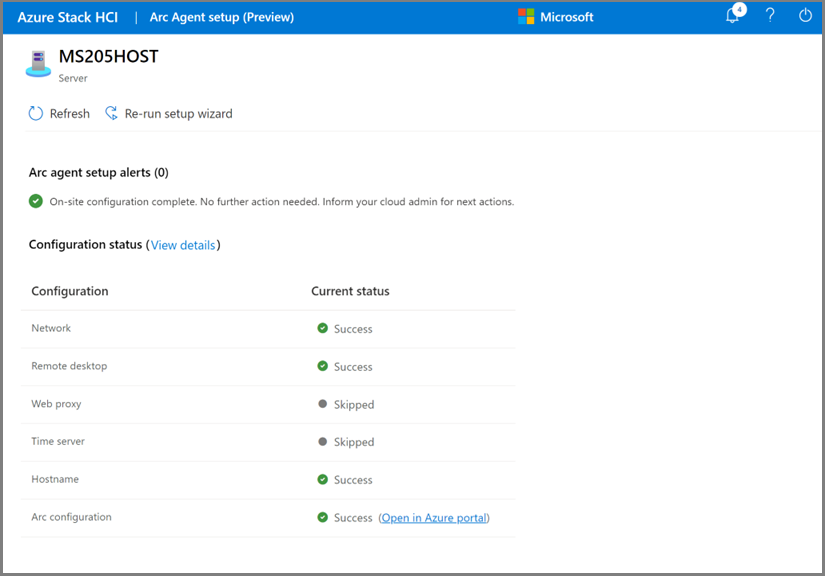 Azure Stack HCI | Arc Agent setup (Preview) Microsoft 4 ?
MS205HOST
Server
Refresh Re-run setup wizard
Arc agent setup alerts (0)
On-site configuration complete. No further action needed. Inform your cloud admin for next actions.
Configuration status (View details)
Configuration Current status
Network Success
Remote desktop Success
Web proxy Skipped
Time server Skipped
Hostname Success
Arc configuration Success (Open in Azure portal)